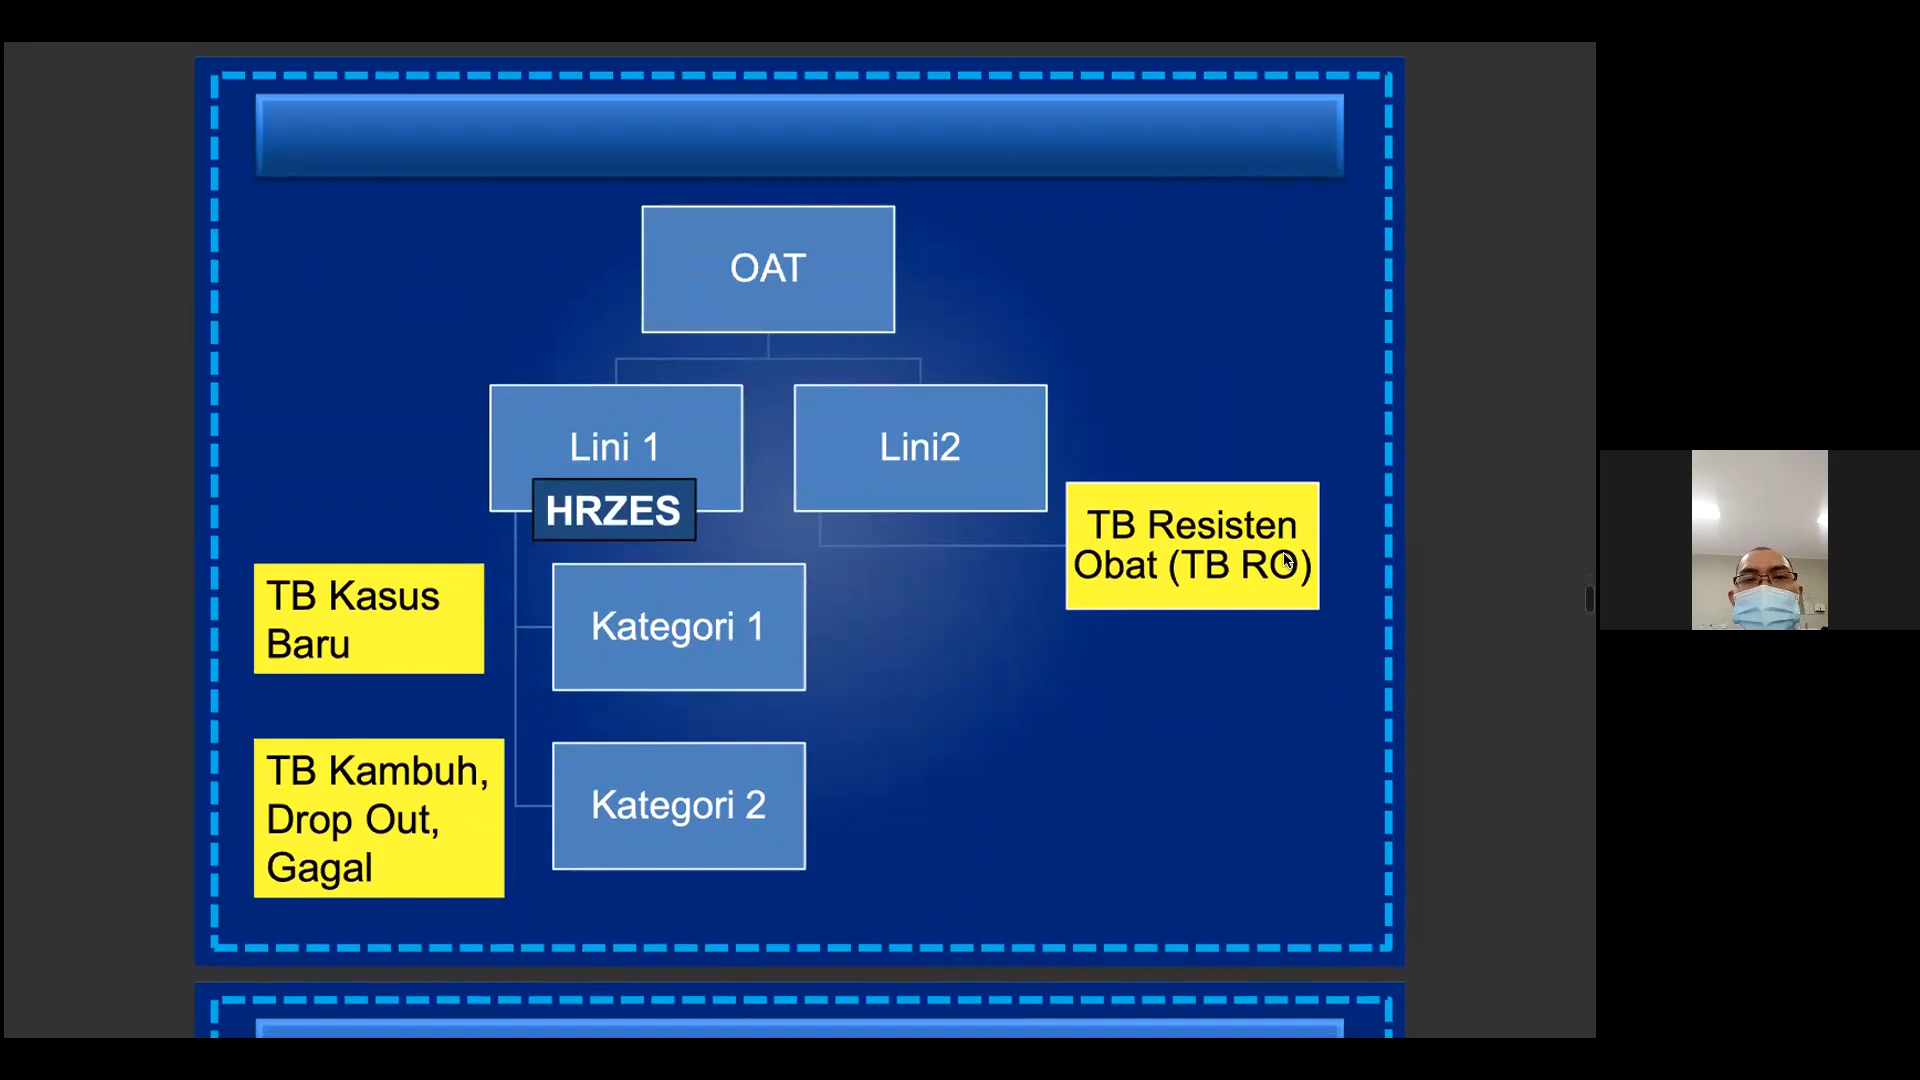 OAT
Lini 1
Lini2
HRZES
TB Resisten
Obat (TB RO)
TB Kasus
Baru
Kategori 1
TB Kambuh,
Drop Out,
Gagal
Kategori 2